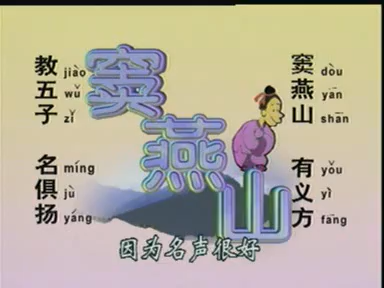 窦燕山
窦 dòu
燕 yān
山 shān
有 yǒu
义 yì
方 fāng
教 jiào
五 wǔ
子 zǐ
名 míng
俱 jù
扬 yáng
因为名声很好